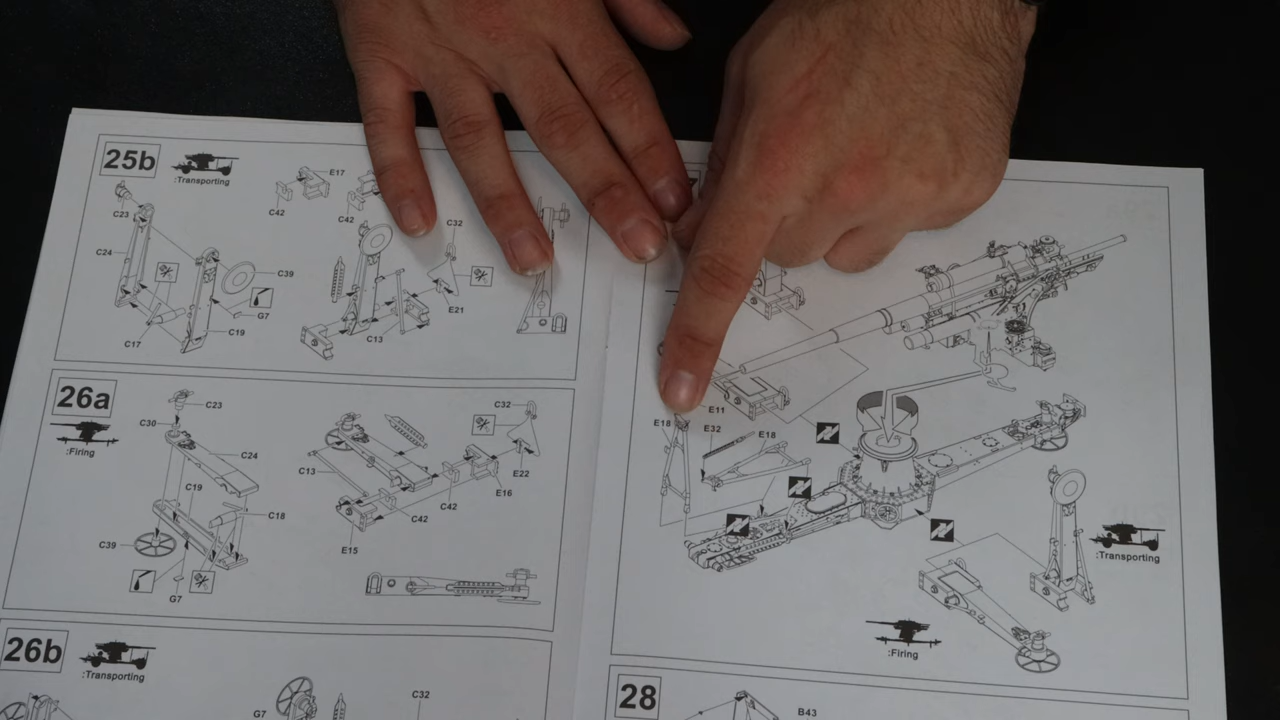 25b
:Transporting
E17
C42
C42
C23
C32
C24
C39
G7
E21
C17
C19
C13
26a
:Firing
C23
C30
C24
C32
C13
C19
E22
C42
E16
C18
C42
C39
E15
G7
26b
:Transporting
G7
C32
E11
E18
E32
E18
:Transporting
:Firing
28
B43